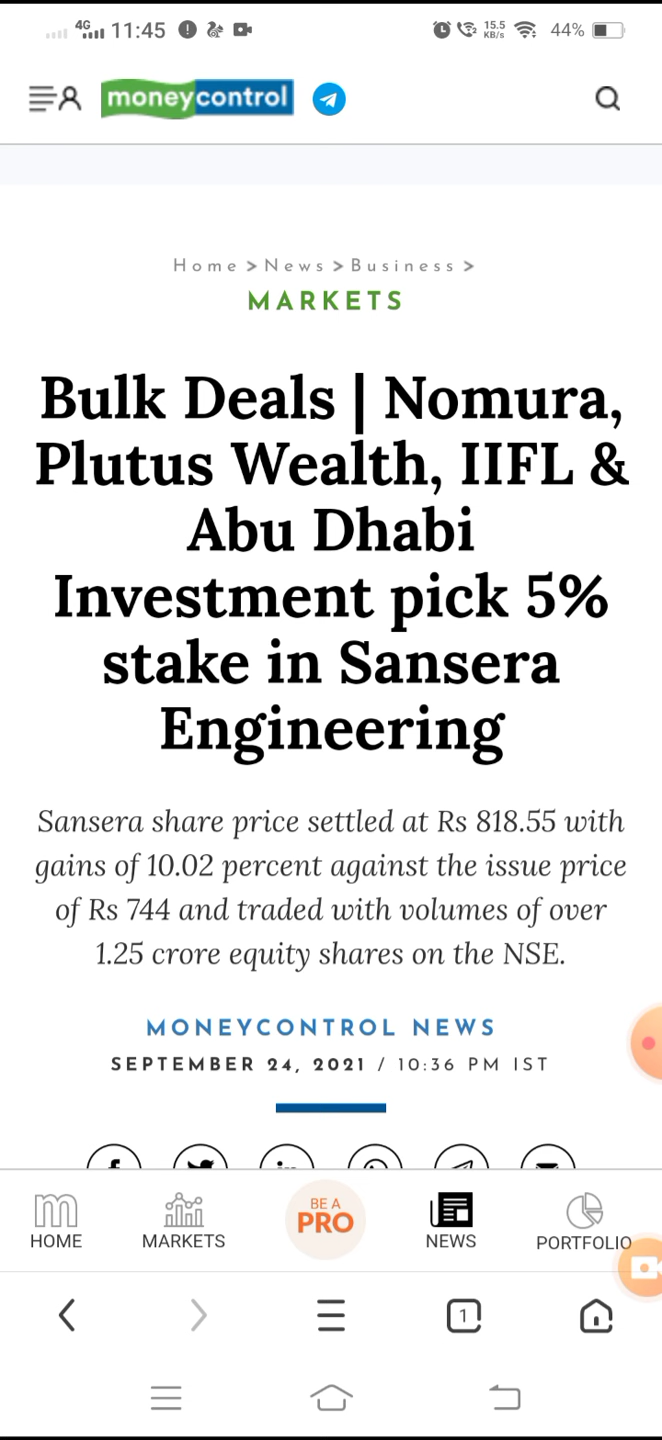 4G 11:45 15.5 KB/s 44%
moneycontrol
Home > News > Business >
MARKETS
Bulk Deals | Nomura,
Plutus Wealth, IIFL &
Abu Dhabi
Investment pick 5%
stake in Sansera
Engineering
Sansera share price settled at Rs 818.55 with
gains of 10.02 percent against the issue price
of Rs 744 and traded with volumes of over
1.25 crore equity shares on the NSE.
MONEYCONTROL NEWS
SEPTEMBER 24, 2021 / 10:36 PM IST
BE A
PRO
HOME MARKETS NEWS PORTFOLIO
1